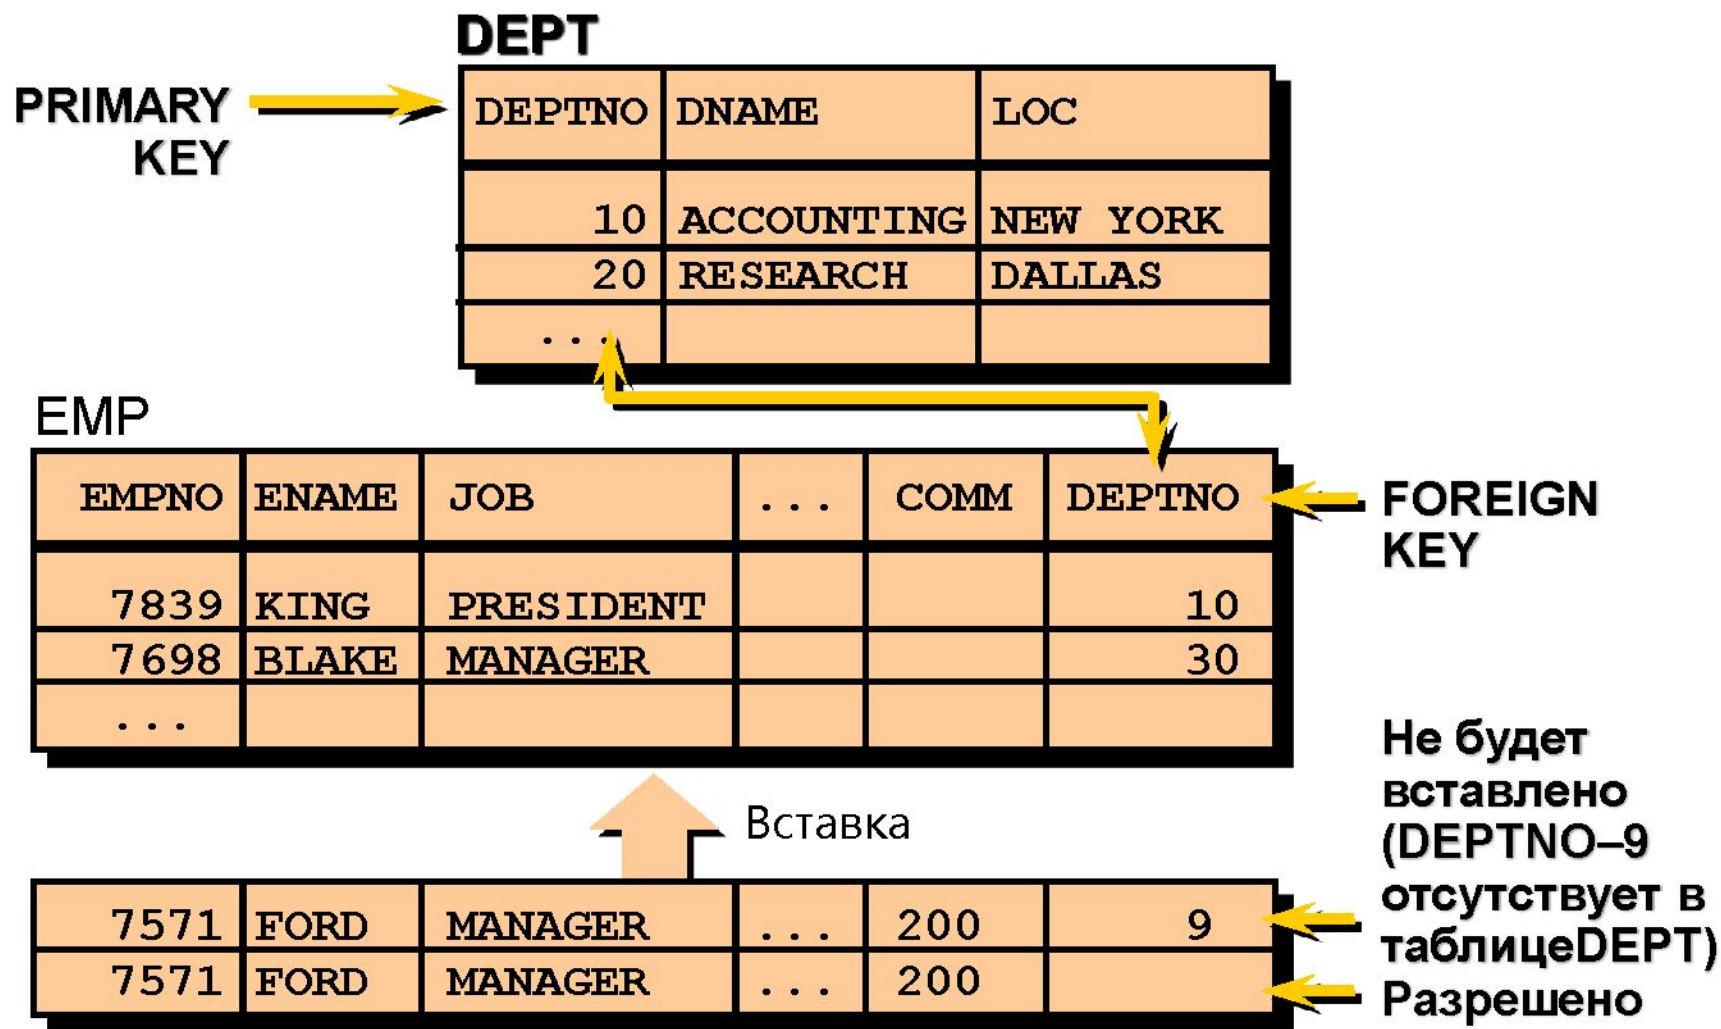 DEPT
PRIMARY
KEY
DEPTNO DNAME LOC
10 ACCOUNTING NEW YORK
20 RESEARCH DALLAS
...
EMP
EMPNO ENAME JOB ... COMM DEPTNO
FOREIGN
KEY
7839 KING PRESIDENT 10
7698 BLAKE MANAGER 30
...
Вставка
Не будет
вставлено
(DEPTNO–9
отсутствует в
таблицеDEPT)
7571 FORD MANAGER ... 200 9
7571 FORD MANAGER ... 200
Разрешено